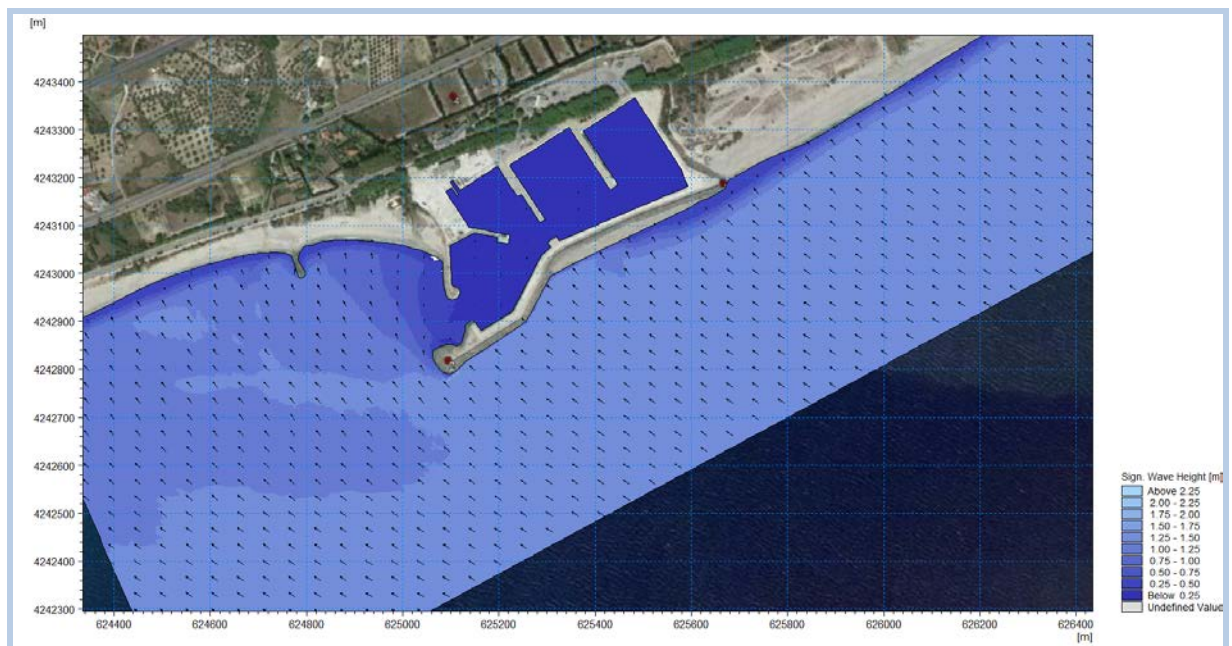 [m]
4243400
4243300
4243200
4243100
4243000
4242900
4242800
4242700
4242600
4242500
4242400
4242300
624400 624600 624800 625000 625200 625400 625600 625800 626000 626200 626400
[m]
Sign. Wave Height [m]
Above 2.25
2.00 - 2.25
1.75 - 2.00
1.50 - 1.75
1.25 - 1.50
1.00 - 1.25
0.75 - 1.00
0.50 - 0.75
0.25 - 0.50
Below 0.25
Undefined Value